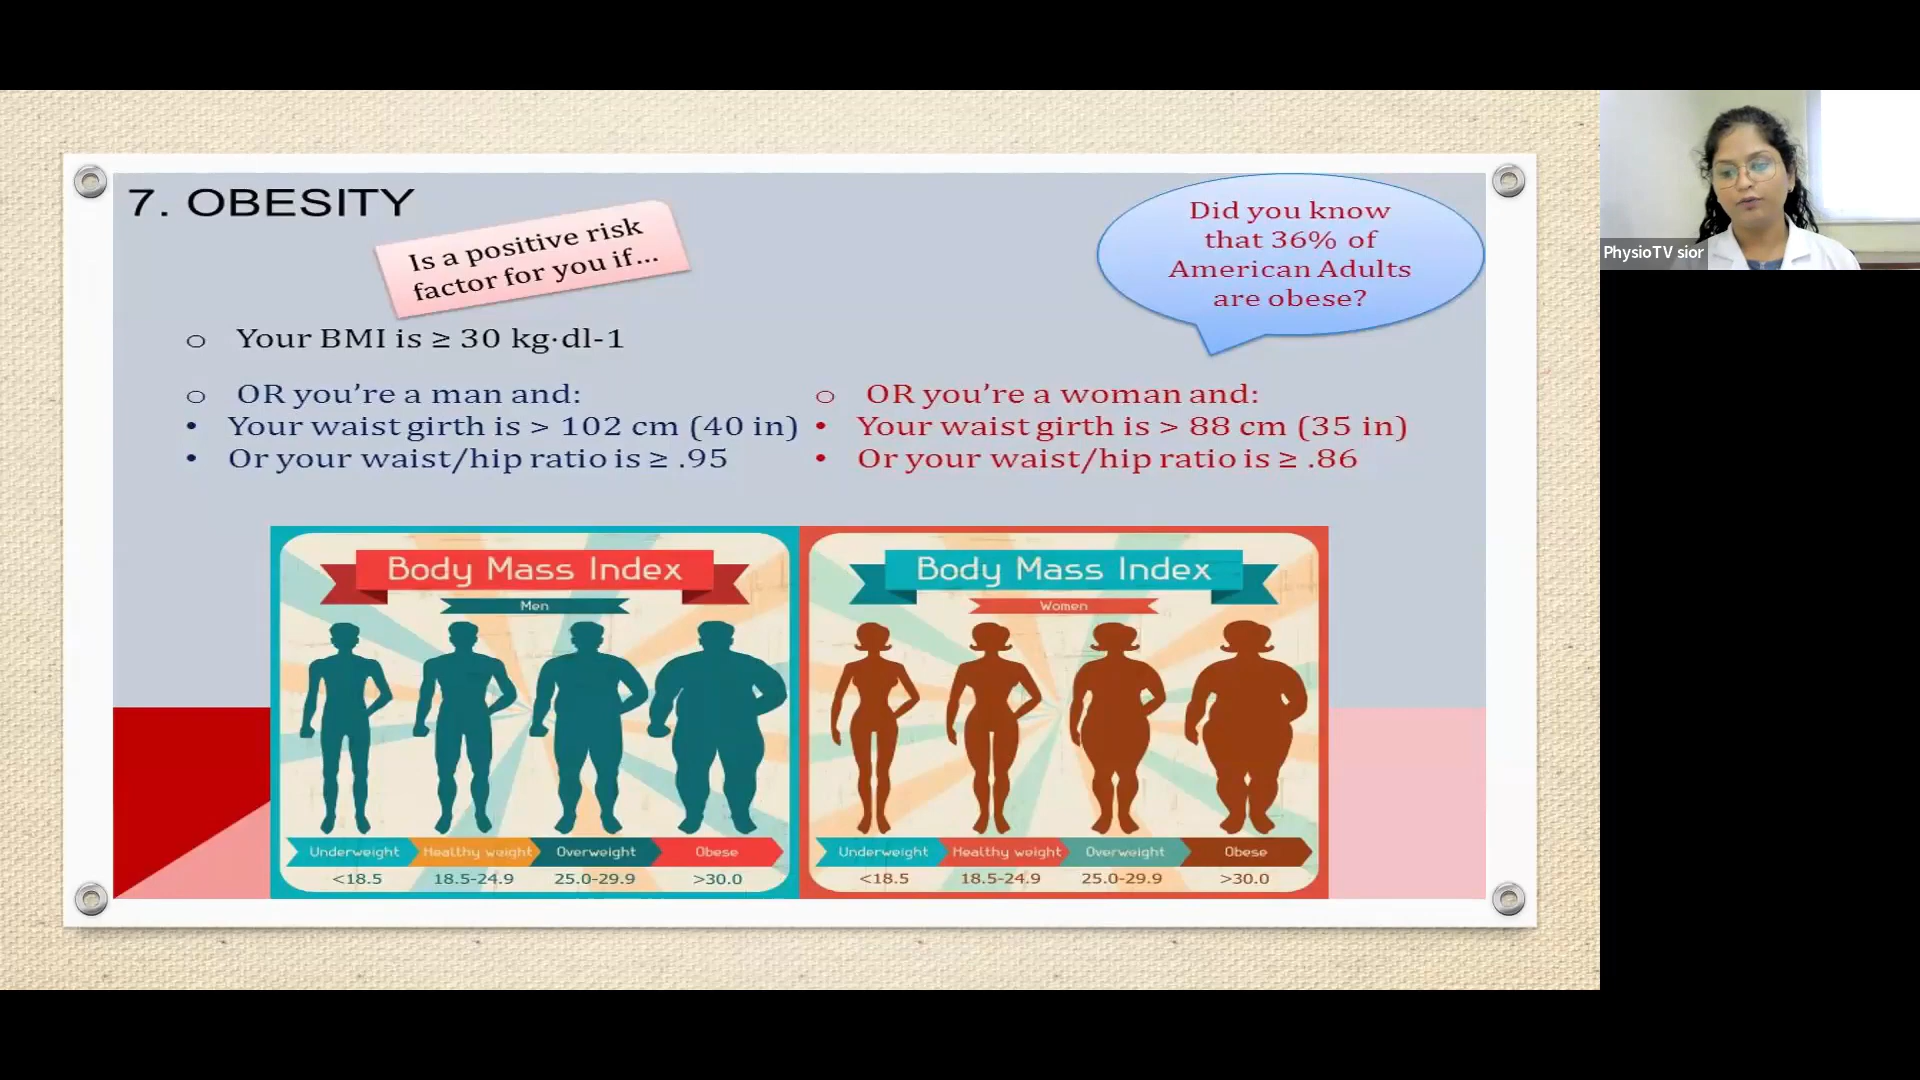 7. OBESITY
Is a positive risk
factor for you if...
Did you know
that 36% of
American Adults
are obese?
PhysioTV sior
o Your BMI is ≥ 30 kg·dl-1
o OR you're a man and:
• Your waist girth is > 102 cm (40 in)
• Or your waist/hip ratio is ≥ .95
o OR you're a woman and:
• Your waist girth is > 88 cm (35 in)
• Or your waist/hip ratio is ≥ .86
Body Mass Index
Men
Underweight Healthy weight Overweight Obese
<18.5 18.5-24.9 25.0-29.9 >30.0
Body Mass Index
Women
Underweight Healthy weight Overweight Obese
<18.5 18.5-24.9 25.0-29.9 >30.0